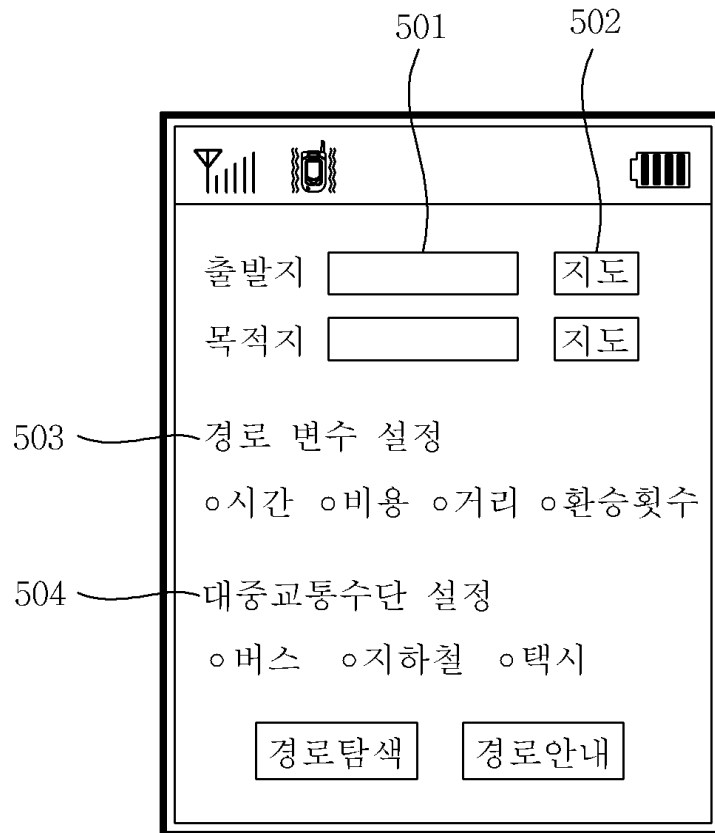 501 502
출발지 지도
목적지 지도
503 경로 변수 설정
○시간 ○비용 ○거리 ○환승횟수
504 대중교통수단 설정
○버스 ○지하철 ○택시
경로탐색 경로안내